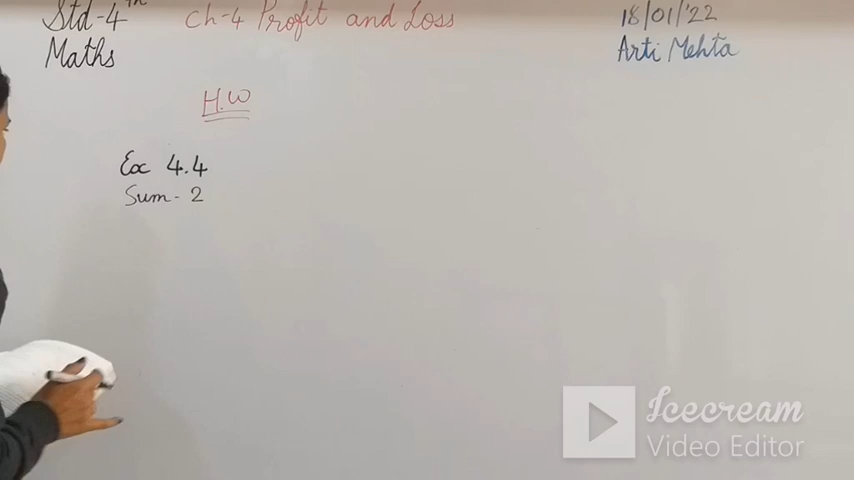 Std-4th Ch-4 Profit and Loss 18/01/'22
Maths Arti Mehta
H.W
Ex 4.4
Sum - 2
Icecream
Video Editor